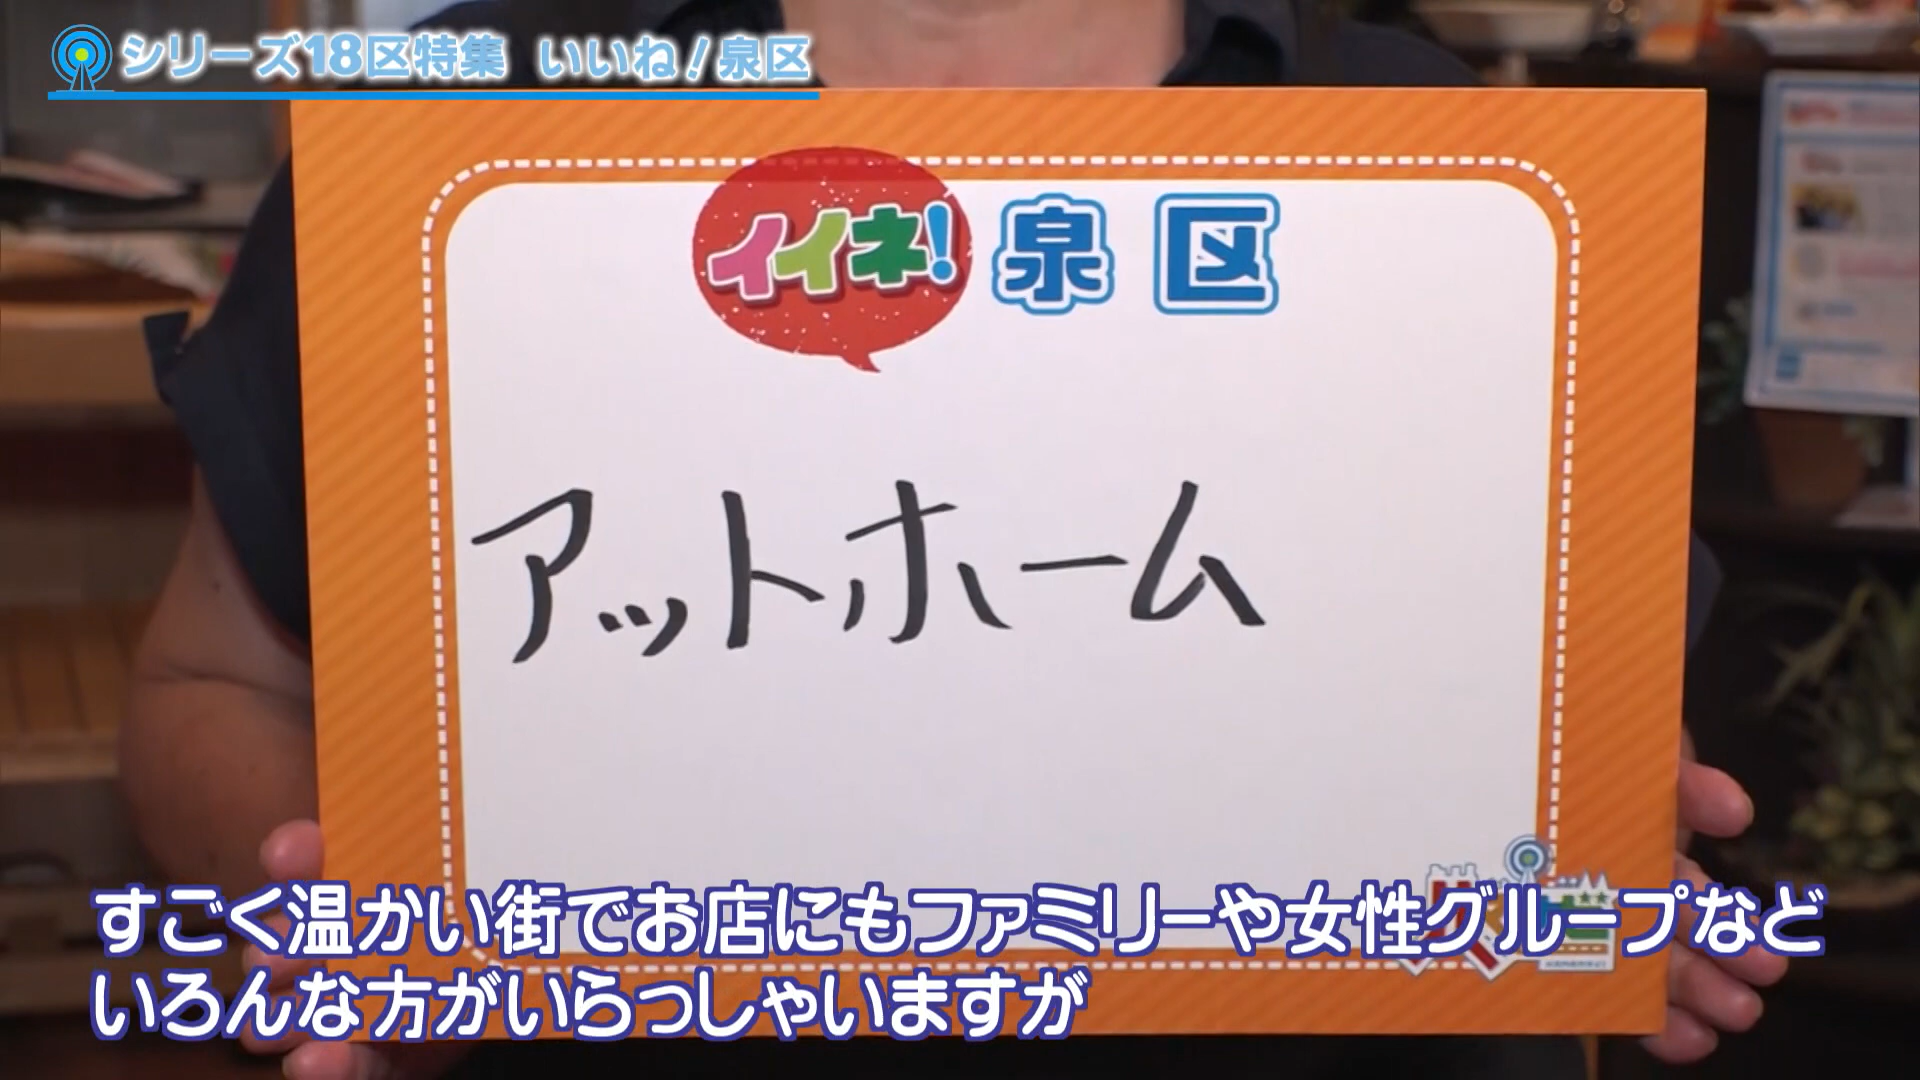 シリーズ18区特集 いいね!泉区
イイネ! 泉区
アットホーム
すごく温かい街でお店にもファミリーや女性グループなど
いろんな方がいらっしゃいますが